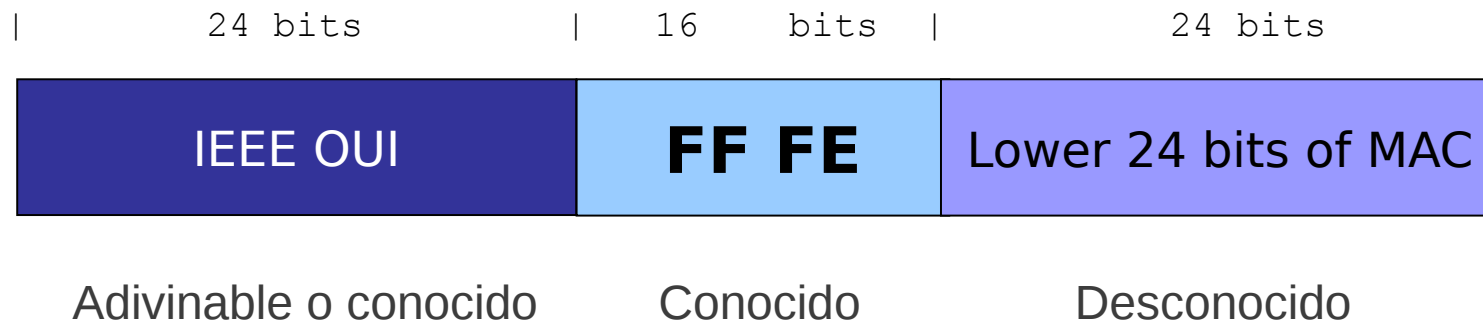 | 24 bits | 16 bits | 24 bits
IEEE OUI FF FE Lower 24 bits of MAC
Adivinable o conocido Conocido Desconocido